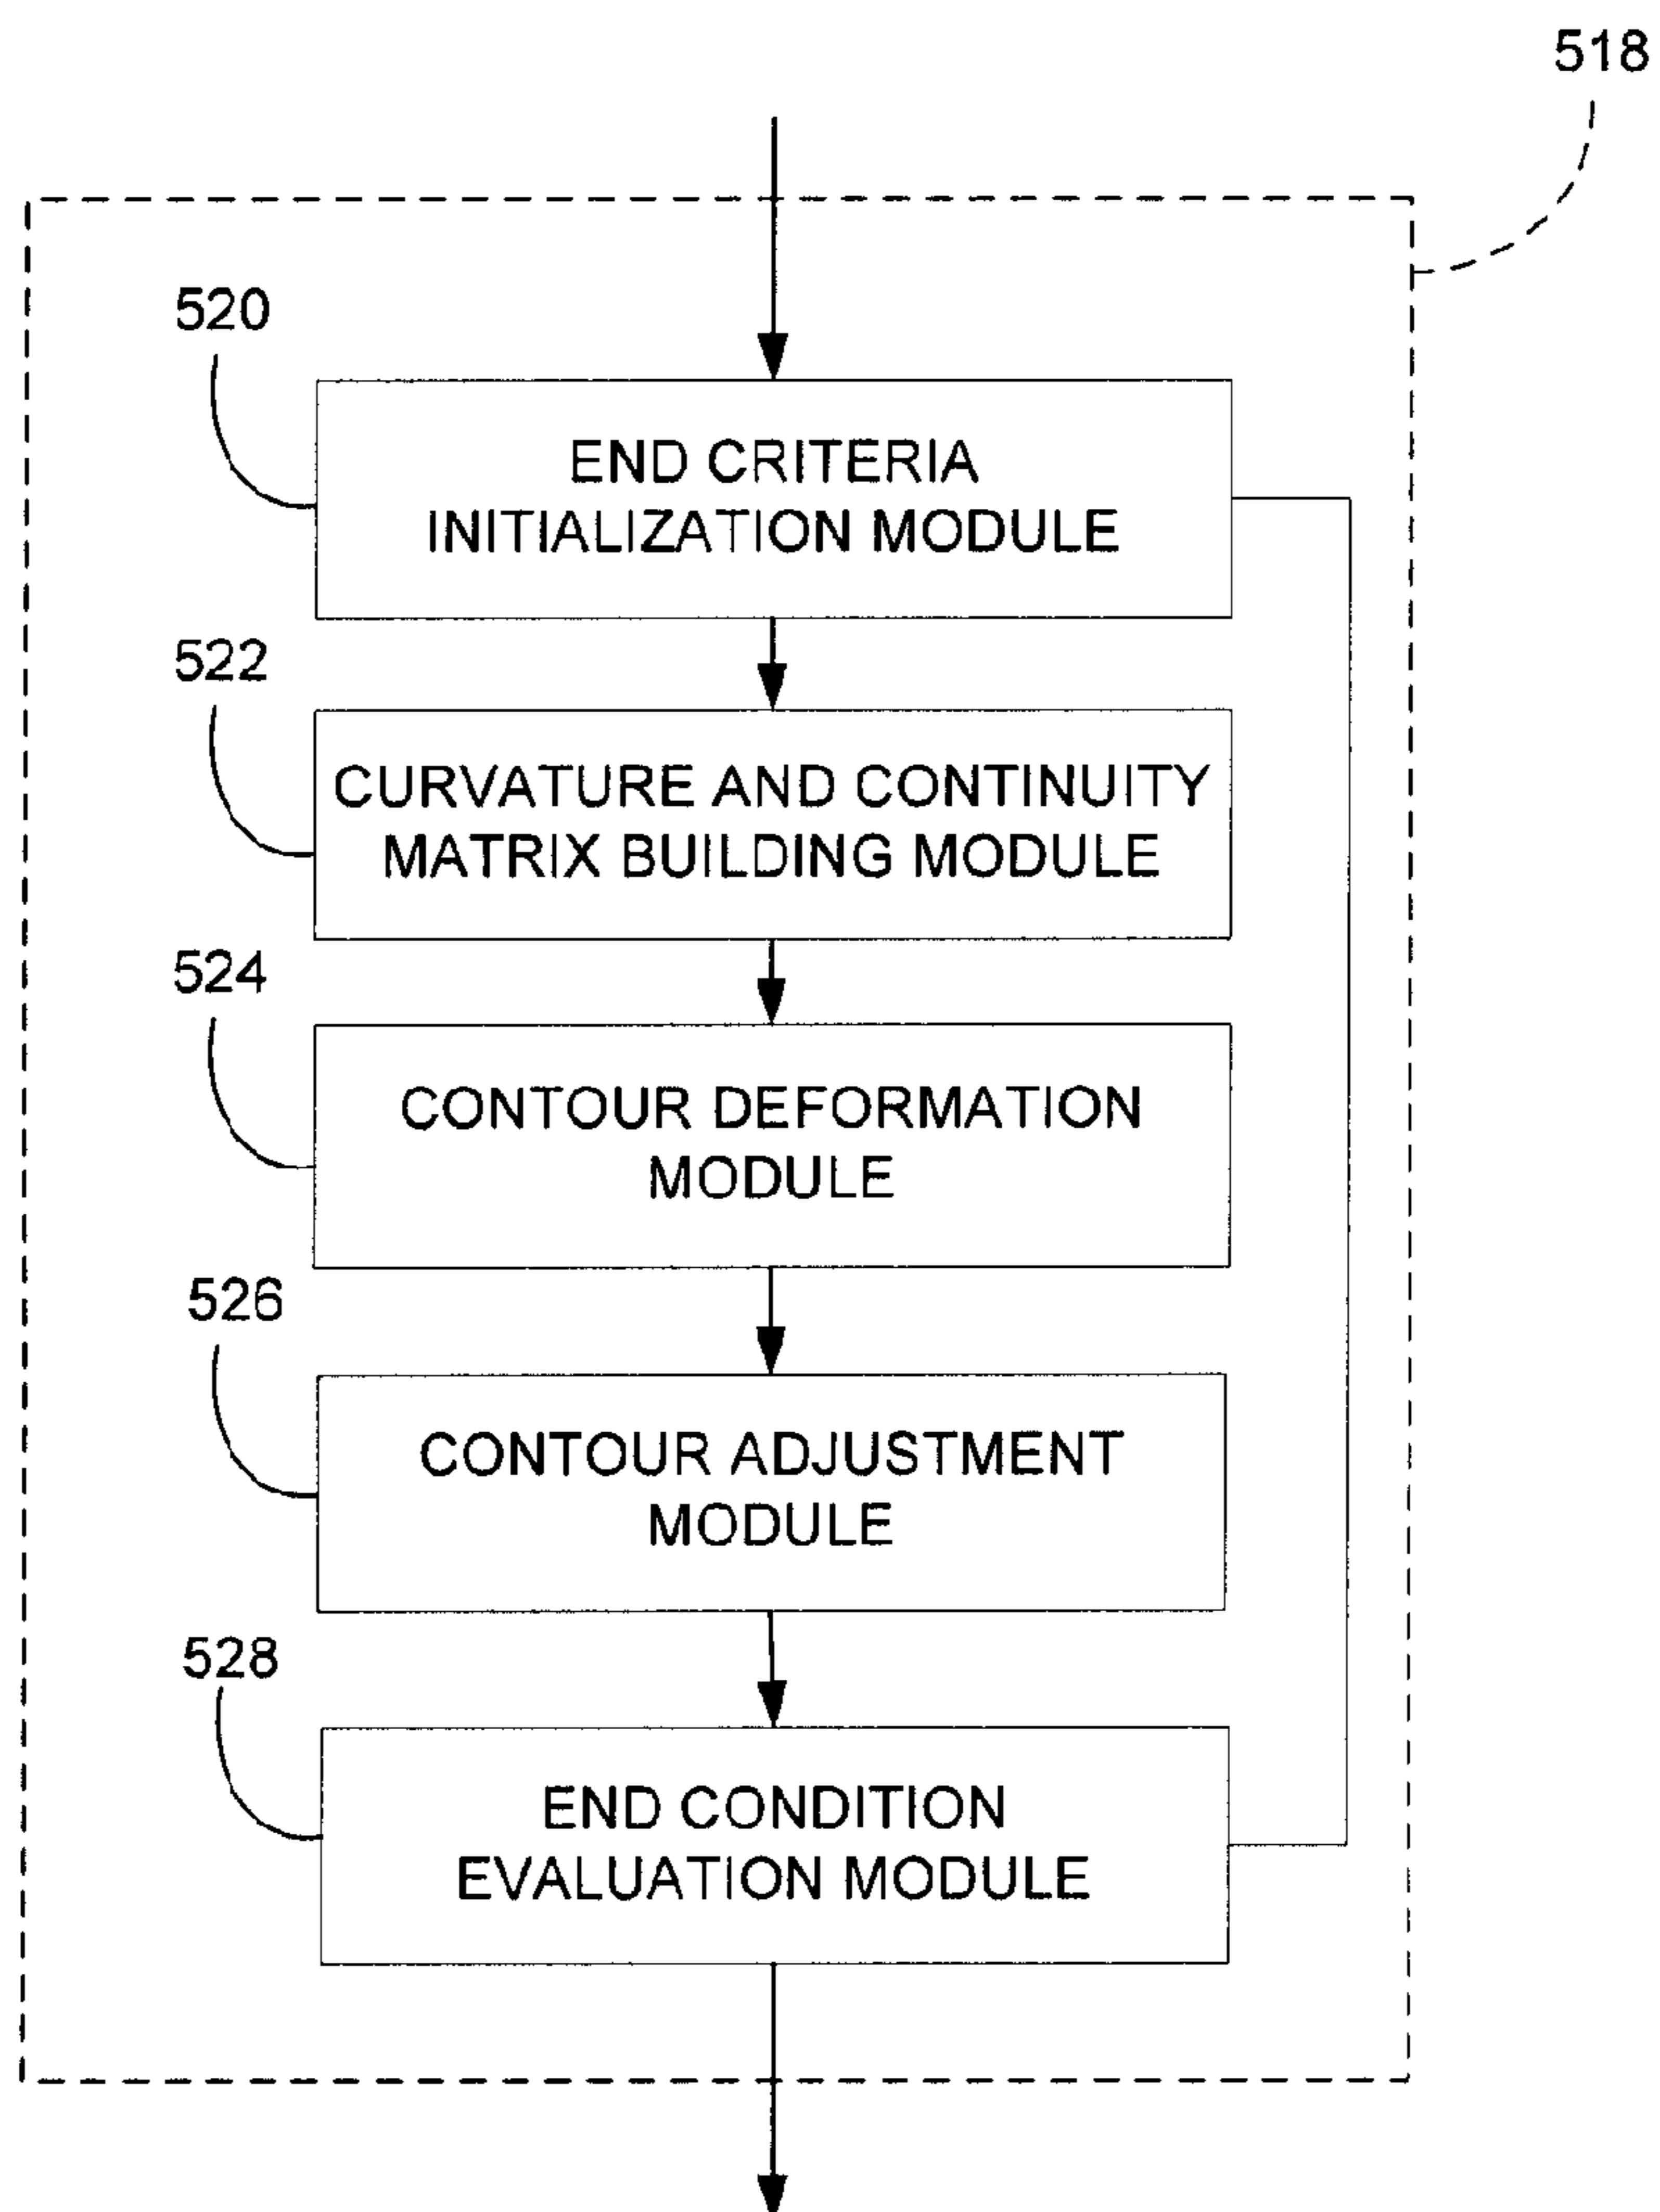 518
520
END CRITERIA
INITIALIZATION MODULE
522
CURVATURE AND CONTINUITY
MATRIX BUILDING MODULE
524
CONTOUR DEFORMATION
MODULE
526
CONTOUR ADJUSTMENT
MODULE
528
END CONDITION
EVALUATION MODULE